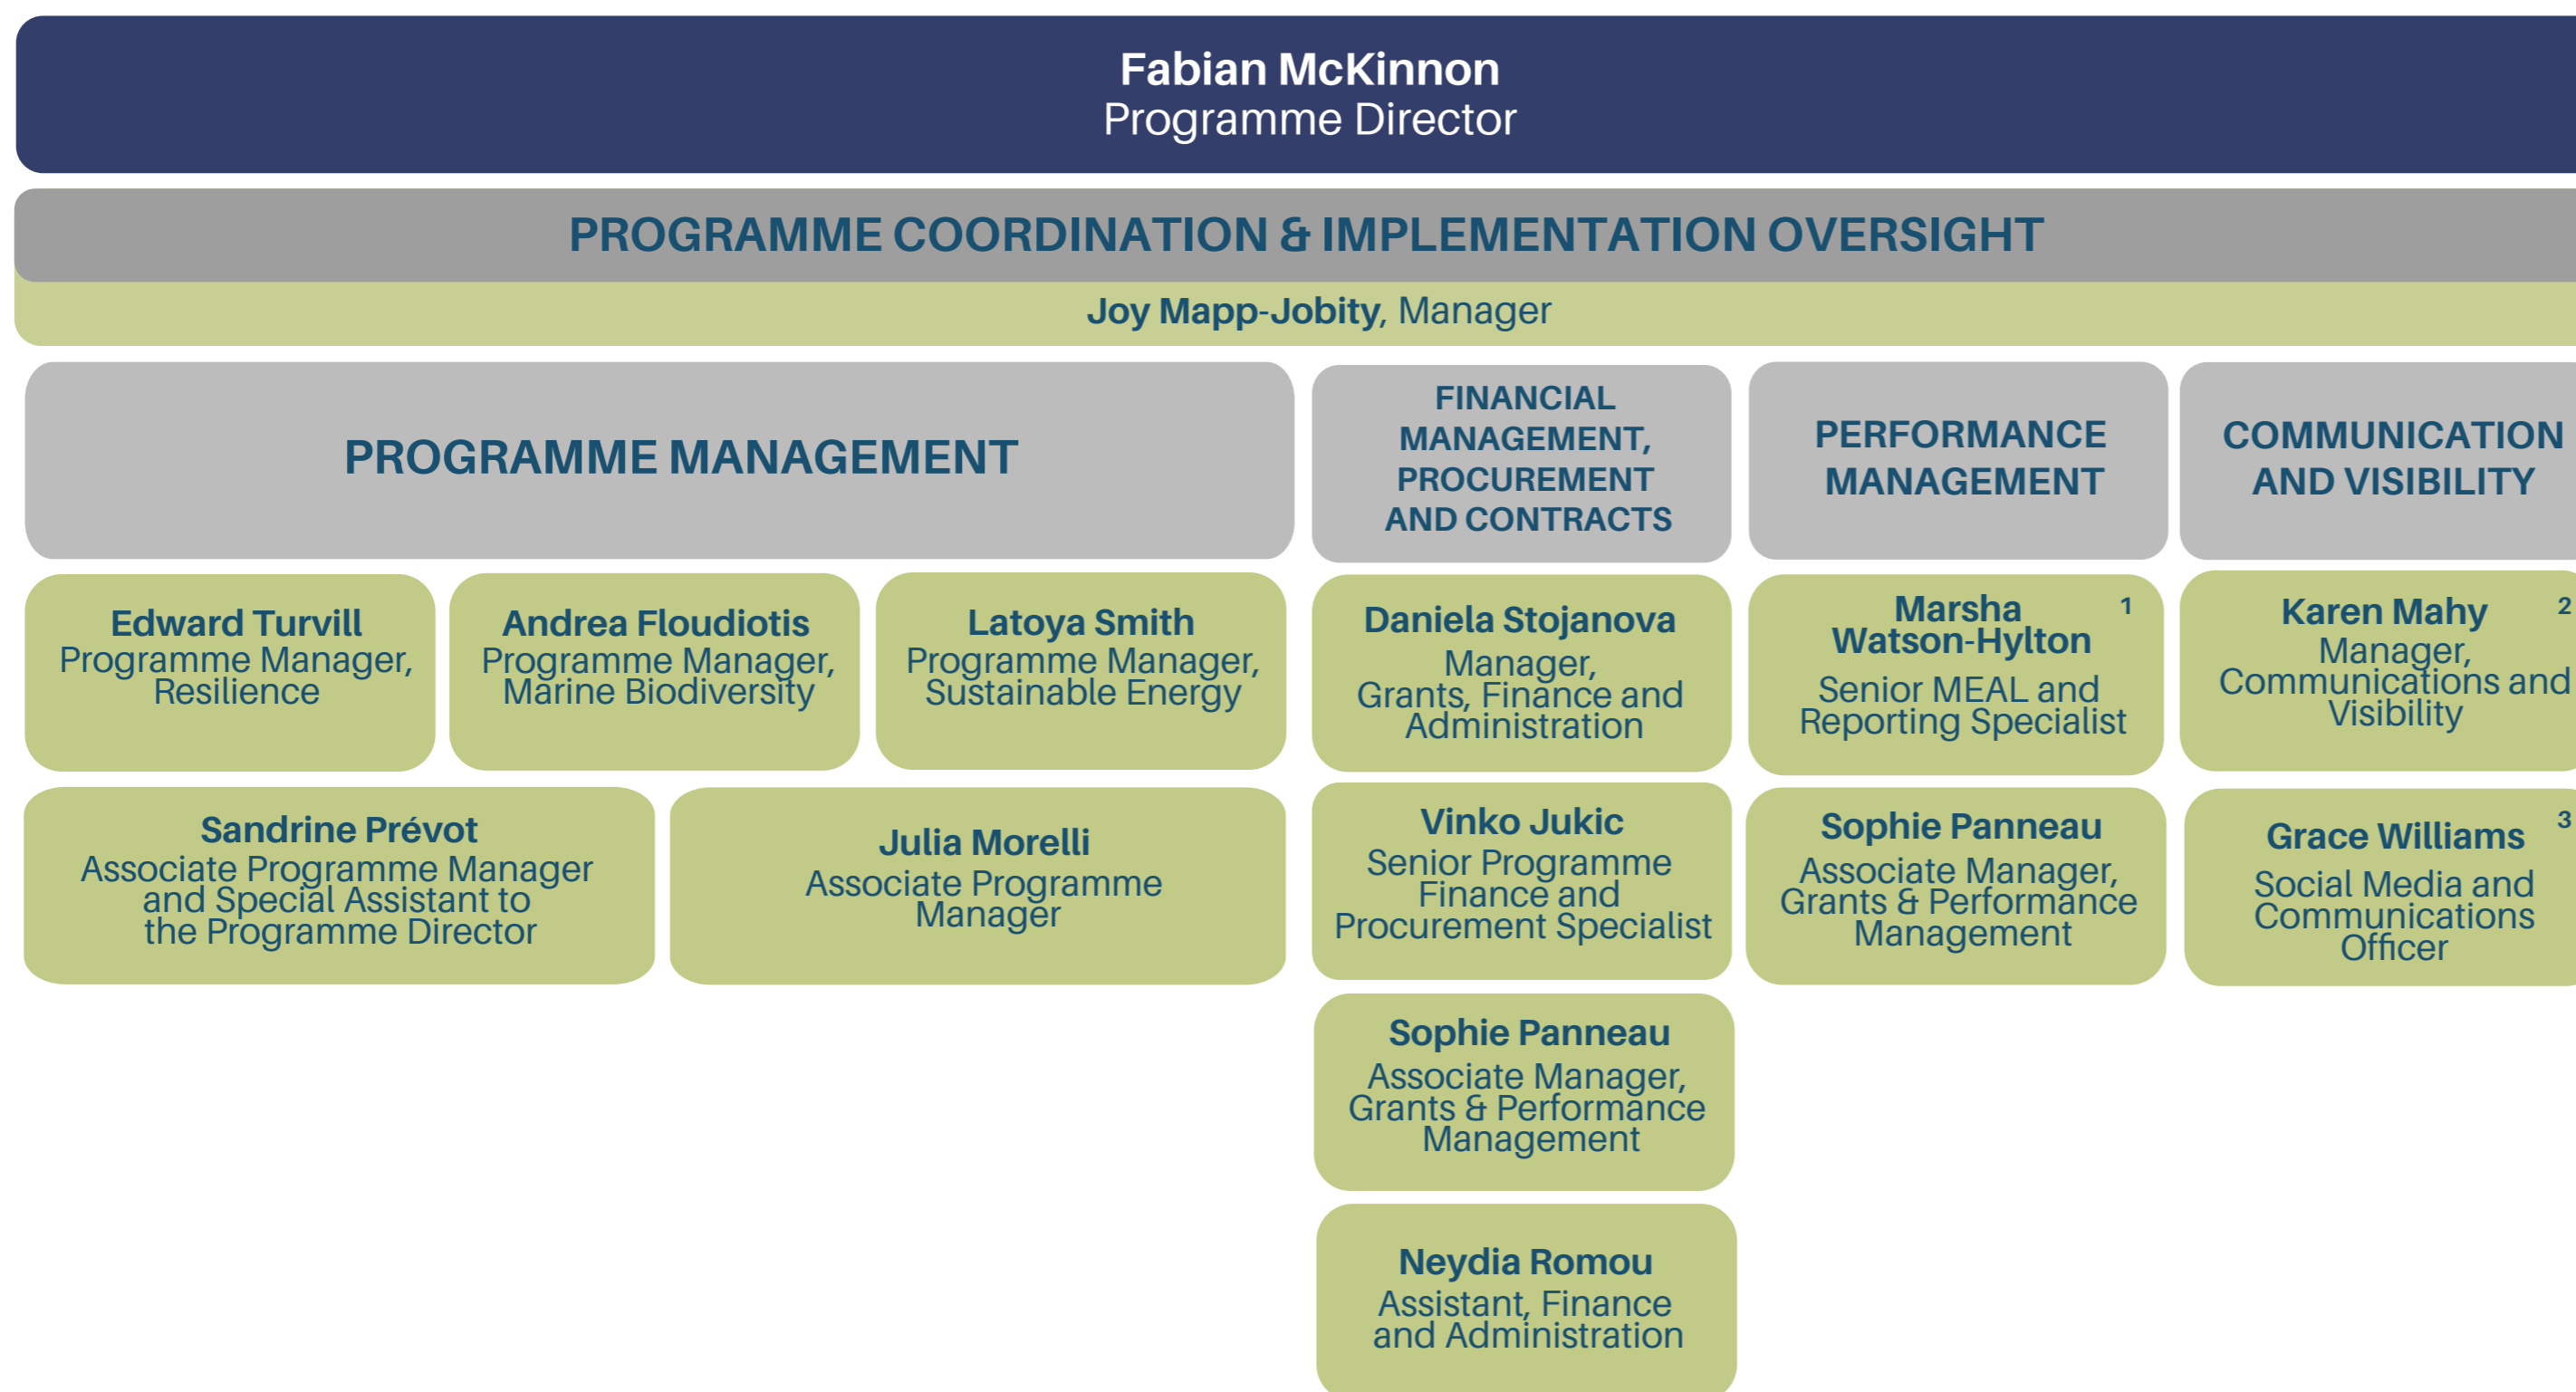 Fabian McKinnon
Programme Director
PROGRAMME COORDINATION & IMPLEMENTATION OVERSIGHT
Joy Mapp-Jobity, Manager
PROGRAMME MANAGEMENT
FINANCIAL
MANAGEMENT,
PROCUREMENT
AND CONTRACTS
PERFORMANCE
MANAGEMENT
COMMUNICATION
AND VISIBILITY
Edward Turvill
Programme Manager,
Resilience
Andrea Floudiotis
Programme Manager,
Marine Biodiversity
Latoya Smith
Programme Manager,
Sustainable Energy
Daniela Stojanova
Manager,
Grants, Finance and
Administration
Marsha 1
Watson-Hylton
Senior MEAL and
Reporting Specialist
Karen Mahy 2
Manager,
Communications and
Visibility
Sandrine Prévot
Associate Programme Manager
and Special Assistant to
the Programme Director
Julia Morelli
Associate Programme
Manager
Vinko Jukic
Senior Programme
Finance and
Procurement Specialist
Sophie Panneau
Associate Manager,
Grants & Performance
Management
Grace Williams 3
Social Media and
Communications
Officer
Sophie Panneau
Associate Manager,
Grants & Performance
Management
Neydia Romou
Assistant, Finance
and Administration